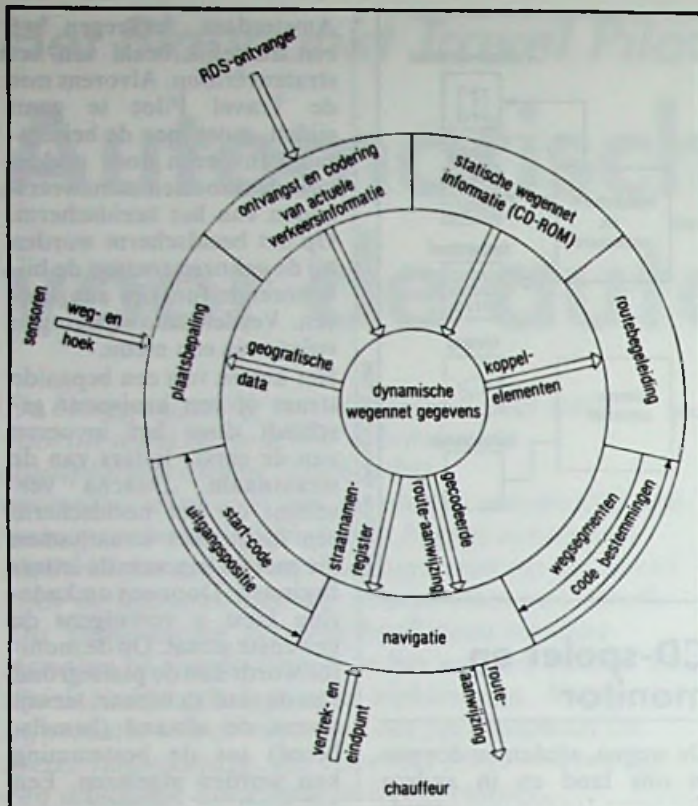 RDS-ontvanger
ontvangst en codering
van actuele
verkeersinformatie
statische wegennet
informatie (CD-ROM)
sensoren
weg- en
hoek
plaatsbepaling
geografische
data
dynamische
wegennet gegevens
koppel-
elementen
routebegeleiding
start-code
uitgangspositie
straatnamen-
register
gecodeerde
route-aanwijzing
wegsegmenten
code bestemmingen
navigatie
vertrek- en
eindpunt
route-
aanwijzing
chauffeur